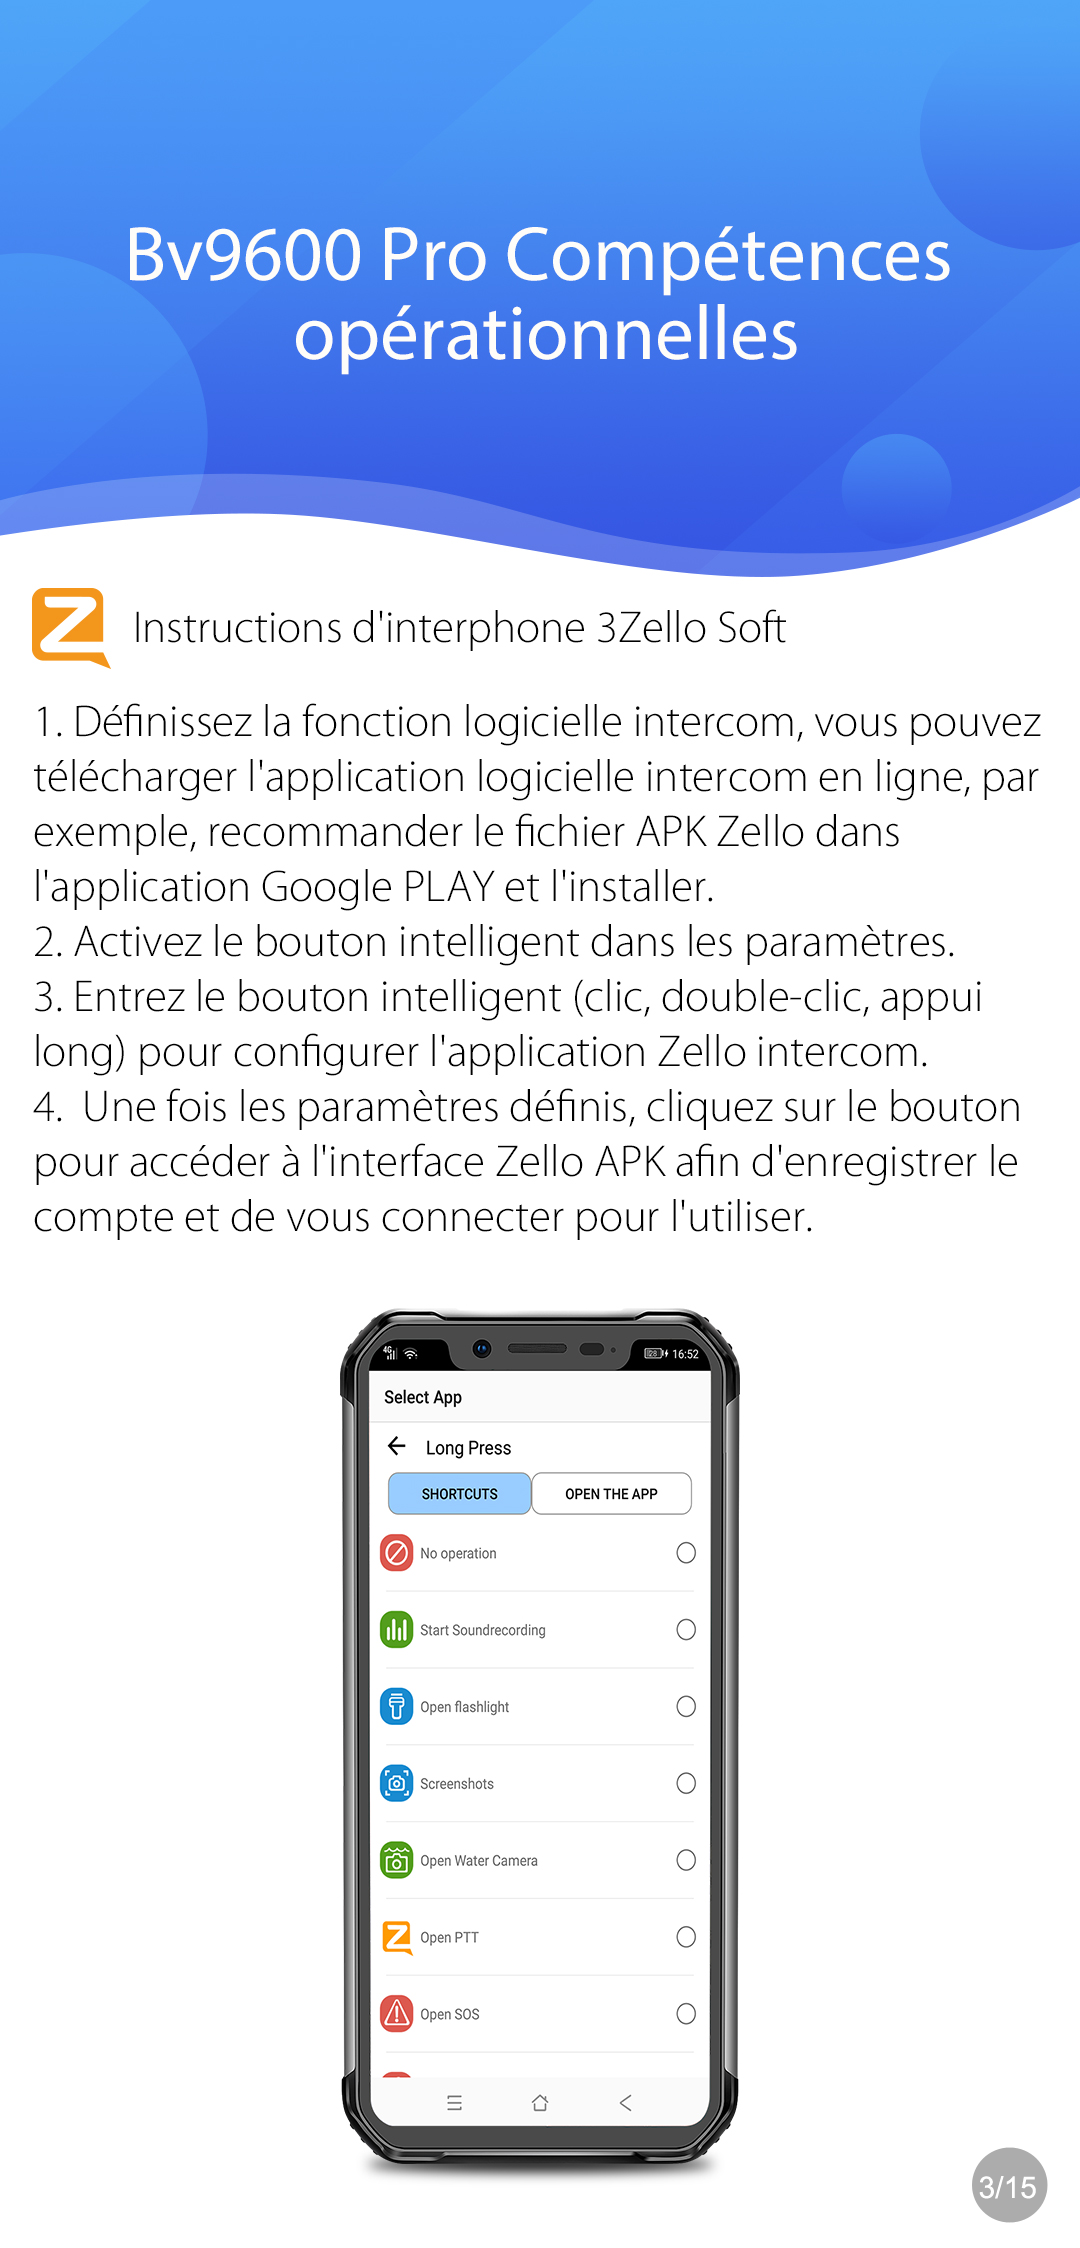 Bv9600 Pro Compétences
opérationnelles
Z Instructions d'interphone 3Zello Soft
1. Définissez la fonction logicielle intercom, vous pouvez
télécharger l'application logicielle intercom en ligne, par
exemple, recommander le fichier APK Zello dans
l'application Google PLAY et l'installer.
2. Activez le bouton intelligent dans les paramètres.
3. Entrez le bouton intelligent (clic, double-clic, appui
long) pour configurer l'application Zello intercom.
4. Une fois les paramètres définis, cliquez sur le bouton
pour accéder à l'interface Zello APK afin d'enregistrer le
compte et de vous connecter pour l'utiliser.
4G 28 16:52
Select App
Long Press
SHORTCUTS OPEN THE APP
No operation
Start Soundrecording
Open flashlight
Screenshots
Open Water Camera
Z Open PTT
Open SOS
3/15